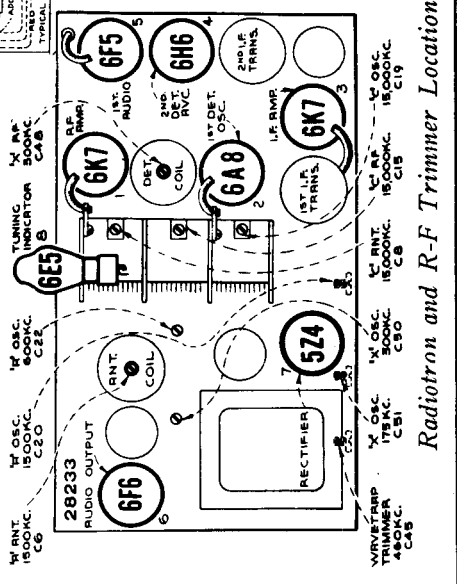 ADC
RED
TYPICAL
"A" ANT.
1500KC.
C6
"A" OSC.
1500KC.
C20
"A" OSC.
600KC.
C22
TUNING
INDICATOR
8
"X" RF
300KC.
C48
6E5
28233
AUDIO OUTPUT
6F6
6
ANT.
COIL
R.F.
AMP.
6K7
1
DET.
COIL
1ST.
AUDIO
6F5
5
2ND.
DET.
AVC.
6H6
4
1ST DET.
OSC.
6A8
2
2ND I.F.
TRANS.
I.F. AMP.
6K7
3
1ST I.F.
TRANS.
RECTIFIER
7
5Z4
WAVETRAP
TRIMMER
460KC.
C45
"X" OSC.
175KC.
C51
"X" OSC.
300KC.
C50
"C" ANT.
15,000KC.
C8
"C" RF
15,000KC.
C15
"C" OSC.
15,000KC.
C19
Radiotron and R-F Trimmer Location